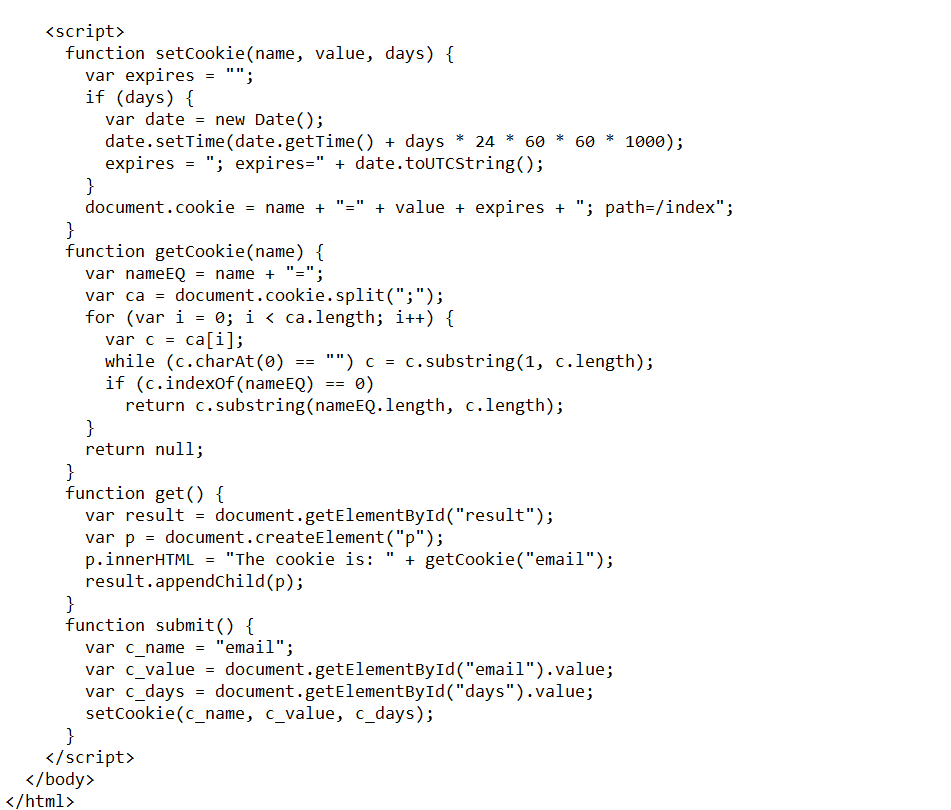 <script>
function setCookie(name, value, days) {
var expires = "";
if (days) {
var date = new Date();
date.setTime(date.getTime() + days * 24 * 60 * 60 * 1000);
expires = "; expires=" + date.toUTCString();
}
document.cookie = name + "=" + value + expires + "; path=/index";
}
function getCookie(name) {
var nameEQ = name + "=";
var ca = document.cookie.split(";");
for (var i = 0; i < ca.length; i++) {
var c = ca[i];
while (c.charAt(0) == "") c = c.substring(1, c.length);
if (c.indexOf(nameEQ) == 0)
return c.substring(nameEQ.length, c.length);
}
return null;
}
function get() {
var result = document.getElementById("result");
var p = document.createElement("p");
p.innerHTML = "The cookie is: " + getCookie("email");
result.appendChild(p);
}
function submit() {
var c_name = "email";
var c_value = document.getElementById("email").value;
var c_days = document.getElementById("days").value;
setCookie(c_name, c_value, c_days);
}
</script>
</body>
</html>